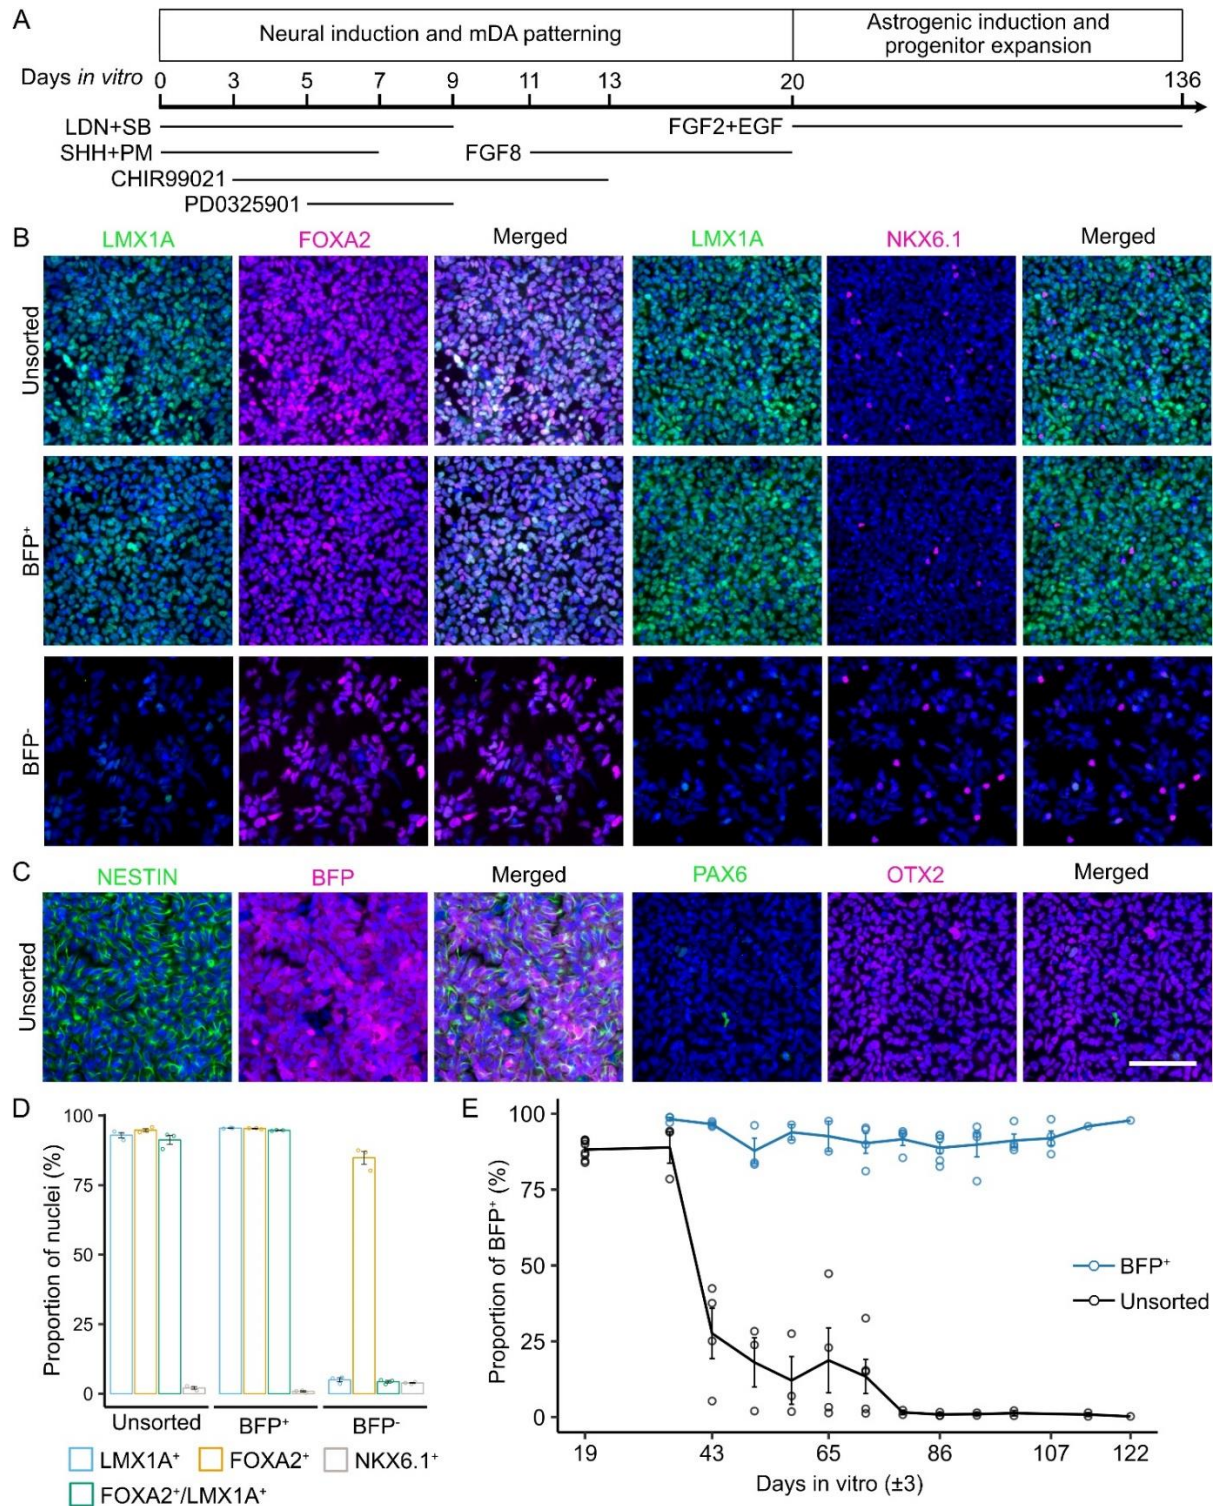 A
Neural induction and mDA patterning
Astrogenic induction and
progenitor expansion
Days in vitro 0 3 5 7 9 11 13 20 136
LDN+SB
FGF2+EGF
SHH+PM
FGF8
CHIR99021
PD0325901
B
LMX1A FOXA2 Merged LMX1A NKX6.1 Merged
Unsorted
BFP⁺
BFP⁻
C
NESTIN BFP Merged PAX6 OTX2 Merged
Unsorted
D
Proportion of nuclei (%)
100
75
50
25
0
Unsorted BFP⁺ BFP⁻
LMX1A⁺ FOXA2⁺ NKX6.1⁺
FOXA2⁺/LMX1A⁺
E
Proportion of BFP⁺ (%)
100
75
50
25
0
BFP⁺
Unsorted
19 43 65 86 107 122
Days in vitro (±3)